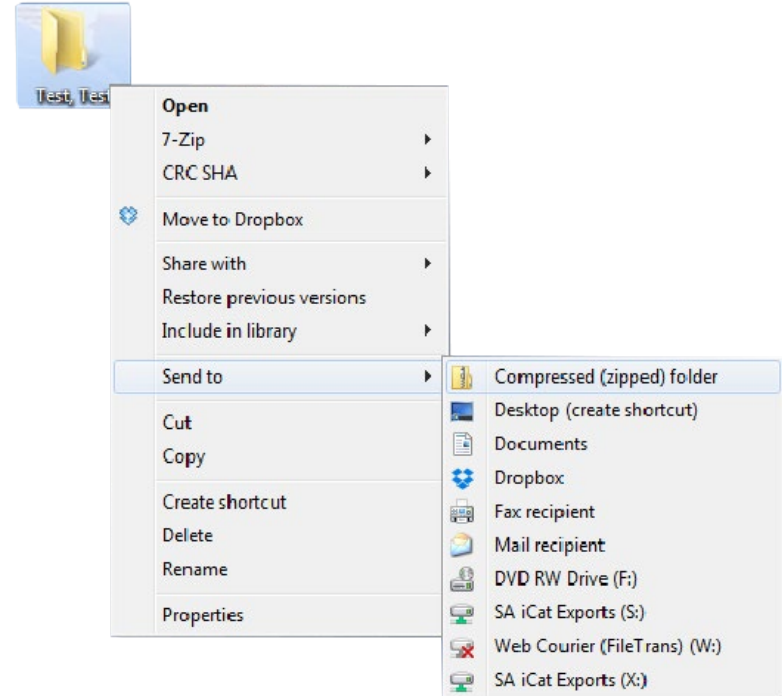 Test, Test
Open
7-Zip
CRC SHA
Move to Dropbox
Share with
Restore previous versions
Include in library
Send to
Cut
Copy
Create shortcut
Delete
Rename
Properties
Compressed (zipped) folder
Desktop (create shortcut)
Documents
Dropbox
Fax recipient
Mail recipient
DVD RW Drive (F:)
SA iCat Exports (S:)
Web Courier (FileTrans) (W:)
SA iCat Exports (X:)